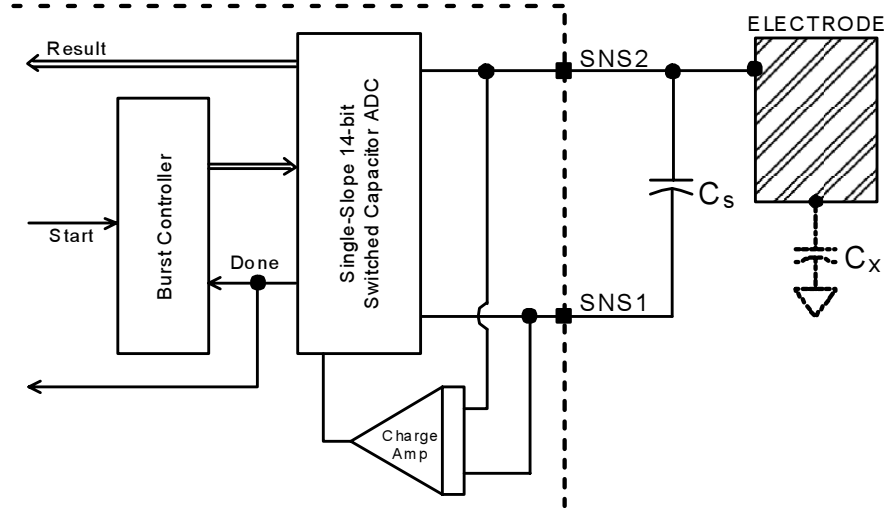 ELECTRODE
Result
SNS2
Single-Slope 14-bit
Switched Capacitor ADC
Burst Controller
Start
Done
Cs
Cx
SNS1
Charge
Amp